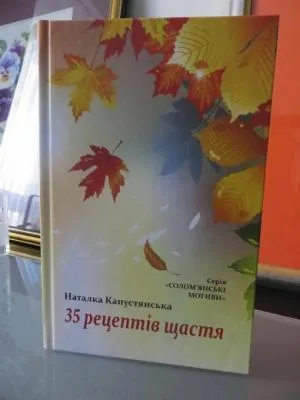 Серія
«СОЛОМ'ЯНСЬКІ
МОТИВИ»
Наталка Капустянська
35 рецептів щастя